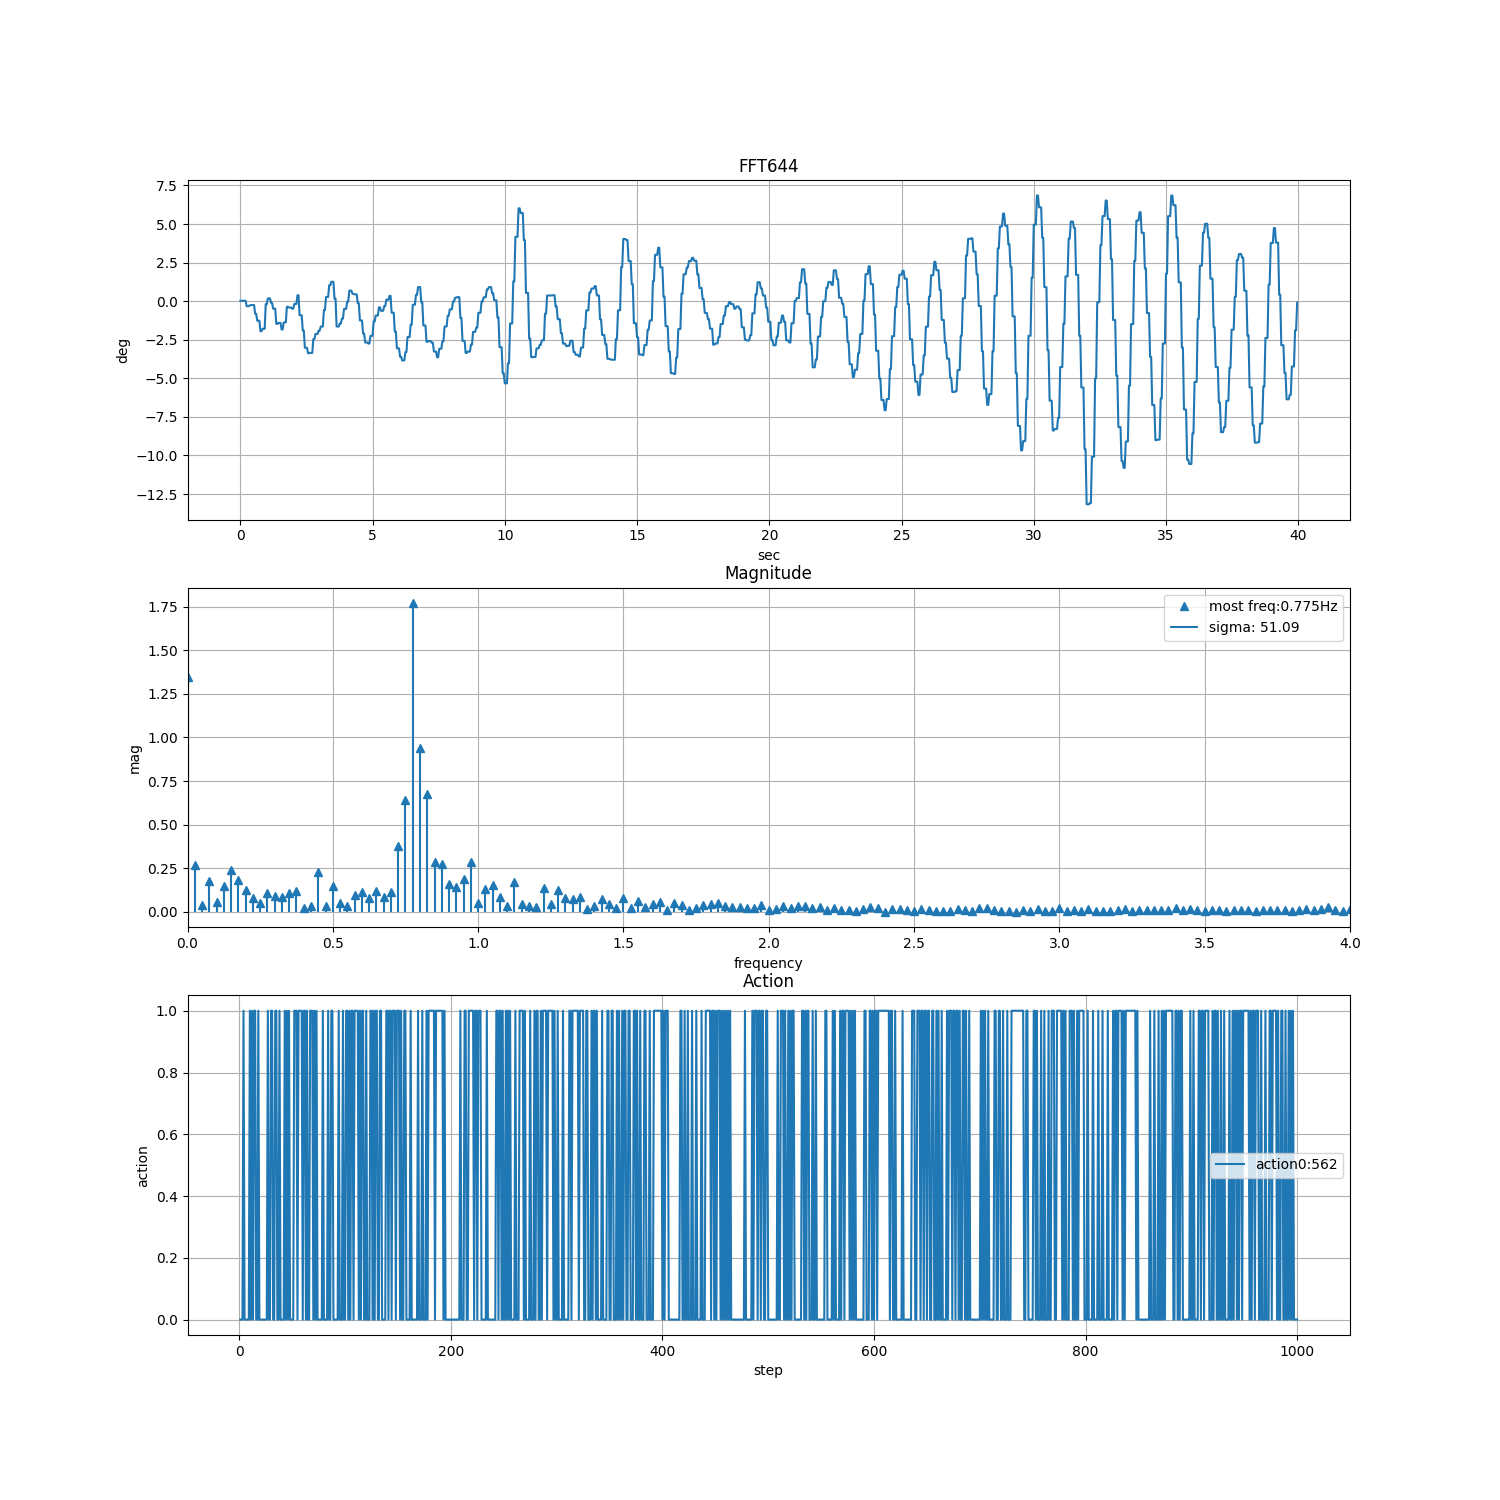 FFT644
7.5
5.0
2.5
0.0
−2.5
−5.0
−7.5
−10.0
−12.5
deg
0 5 10 15 20 25 30 35 40
sec
Magnitude
1.75
1.50
1.25
1.00
0.75
0.50
0.25
0.00
mag
most freq:0.775Hz
sigma: 51.09
0.0 0.5 1.0 1.5 2.0 2.5 3.0 3.5 4.0
frequency
Action
1.0
0.8
0.6
0.4
0.2
0.0
action
action0:562
0 200 400 600 800 1000
step